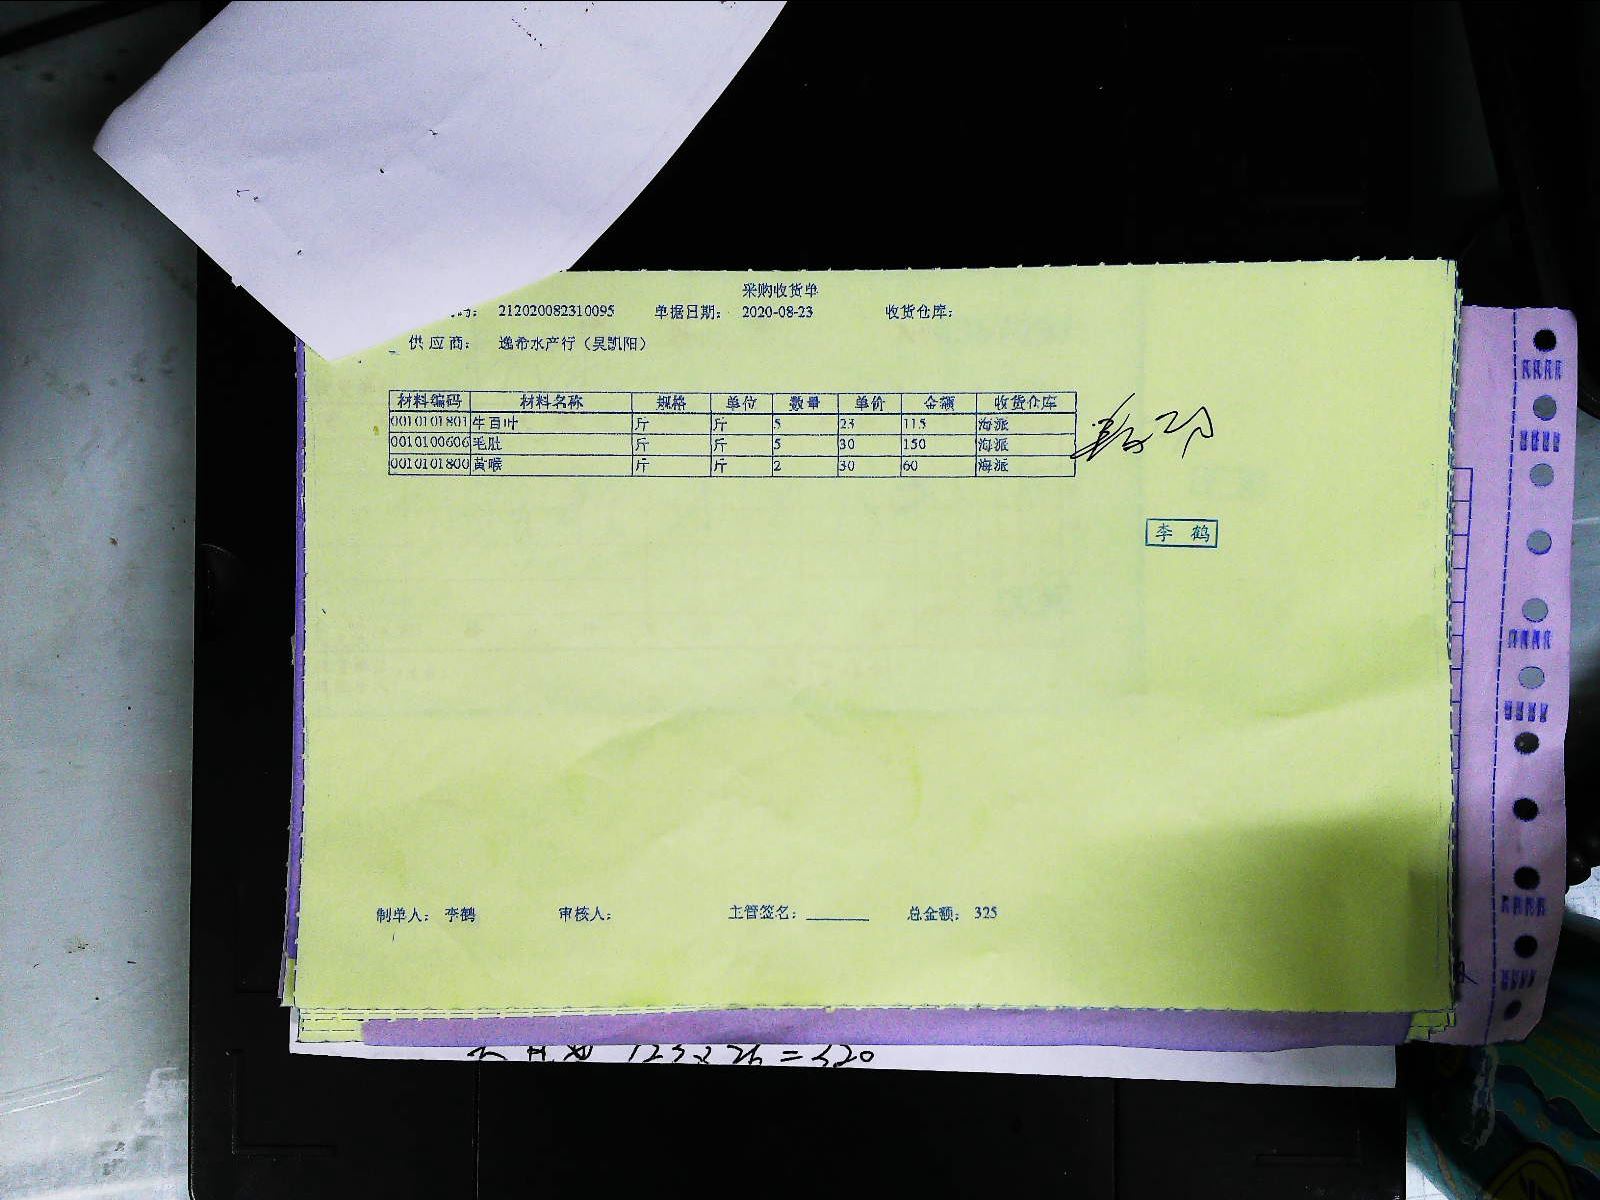 采购收货单
212020082310095 单据日期: 2020-08-23 收货仓库:
供应商: 逸希水产行(吴凯阳)
材料编码 材料名称 规格 单位 数量 单价 金额 收货仓库
0010101801 牛百叶 斤 斤 5 23 115 海派
0010100606 毛肚 斤 斤 5 30 150 海派
0010101800 黄喉 斤 斤 2 30 60 海派
李 鹤
制单人: 李鹤 审核人: 主管签名: 总金额: 325